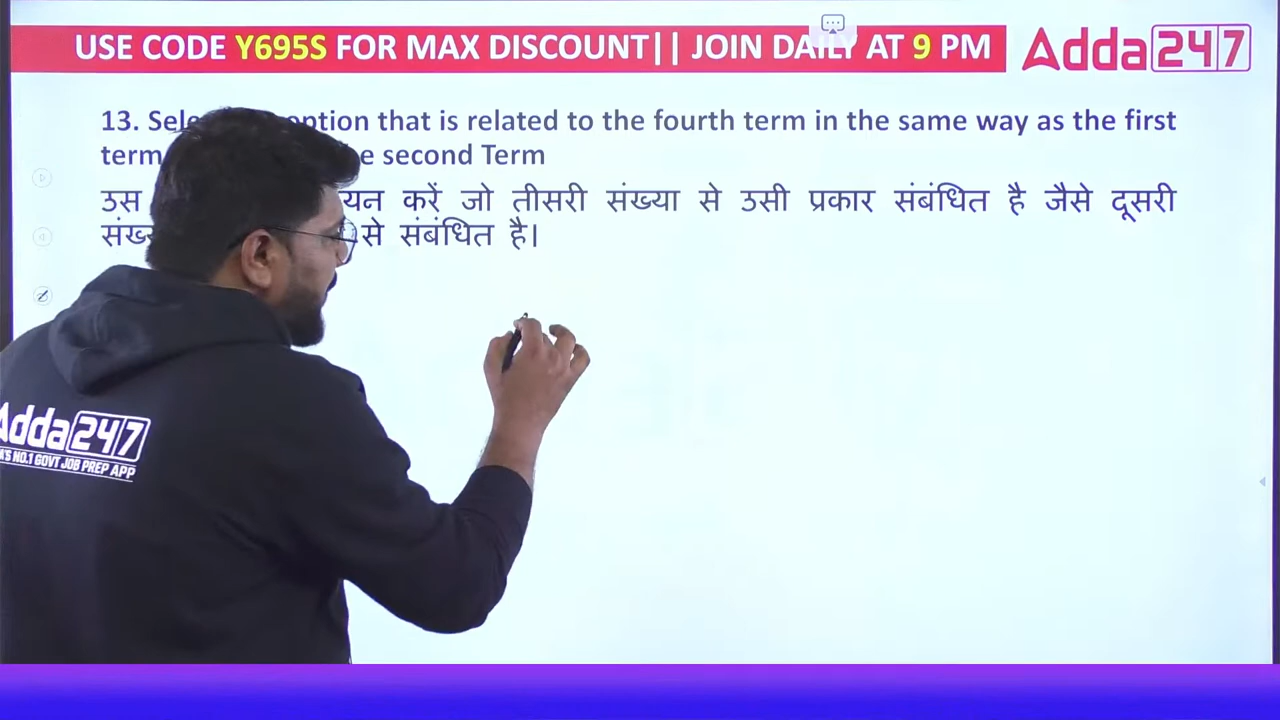 USE CODE Y695S FOR MAX DISCOUNT|| JOIN DAILY AT 9 PM
Adda247
13. option that is related to the fourth term in the same way as the first
term second Term
उस करें जो तीसरी संख्या से उसी प्रकार संबंधित है जैसे दूसरी
से संबंधित है।
Adda247
NO.1 GOVT JOB PREP APP